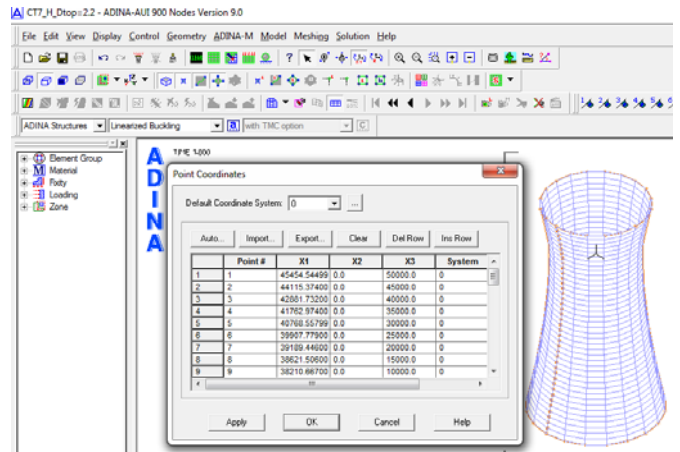 CT7_H_Dtop=2.2 - ADINA-AUI 900 Nodes Version 9.0
File Edit View Display Control Geometry ADINA-M Model Meshing Solution Help
ADINA Structures Linearized Buckling with TMC option
Element Group
Material
Fixity
Loading
Zone
ADINA
TIME 1.000
Point Coordinates
Default Coordinate System: 0 ...
Auto... Import... Export... Clear Del Row Ins Row
Point # X1 X2 X3 System
1 1 45454.54499 0.0 50000.0 0
2 2 44115.37400 0.0 45000.0 0
3 3 42881.73200 0.0 40000.0 0
4 4 41762.97400 0.0 35000.0 0
5 5 40768.55799 0.0 30000.0 0
6 6 39907.77900 0.0 25000.0 0
7 7 39189.44600 0.0 20000.0 0
8 8 38621.50600 0.0 15000.0 0
9 9 38210.66700 0.0 10000.0 0
Apply OK Cancel Help